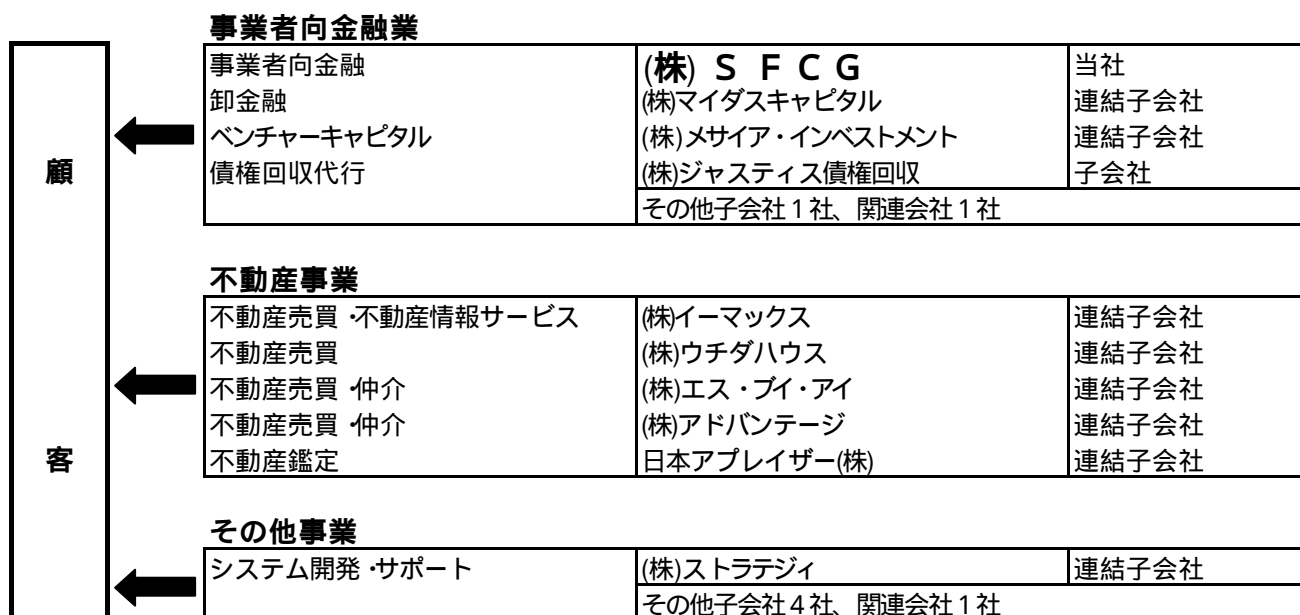 事業者向金融業
事業者向金融 (株) ＳＦＣＧ 当社
卸金融 (株)マイダスキャピタル 連結子会社
ベンチャーキャピタル (株)メサイア・インベストメント 連結子会社
債権回収代行 (株)ジャスティス債権回収 子会社
その他子会社１社、関連会社１社
顧客
不動産事業
不動産売買・不動産情報サービス (株)イーマックス 連結子会社
不動産売買 (株)ウチダハウス 連結子会社
不動産売買・仲介 (株)エス・ブイ・アイ 連結子会社
不動産売買・仲介 (株)アドバンテージ 連結子会社
不動産鑑定 日本アプレイザー(株) 連結子会社
その他事業
システム開発・サポート (株)ストラテジィ 連結子会社
その他子会社４社、関連会社１社